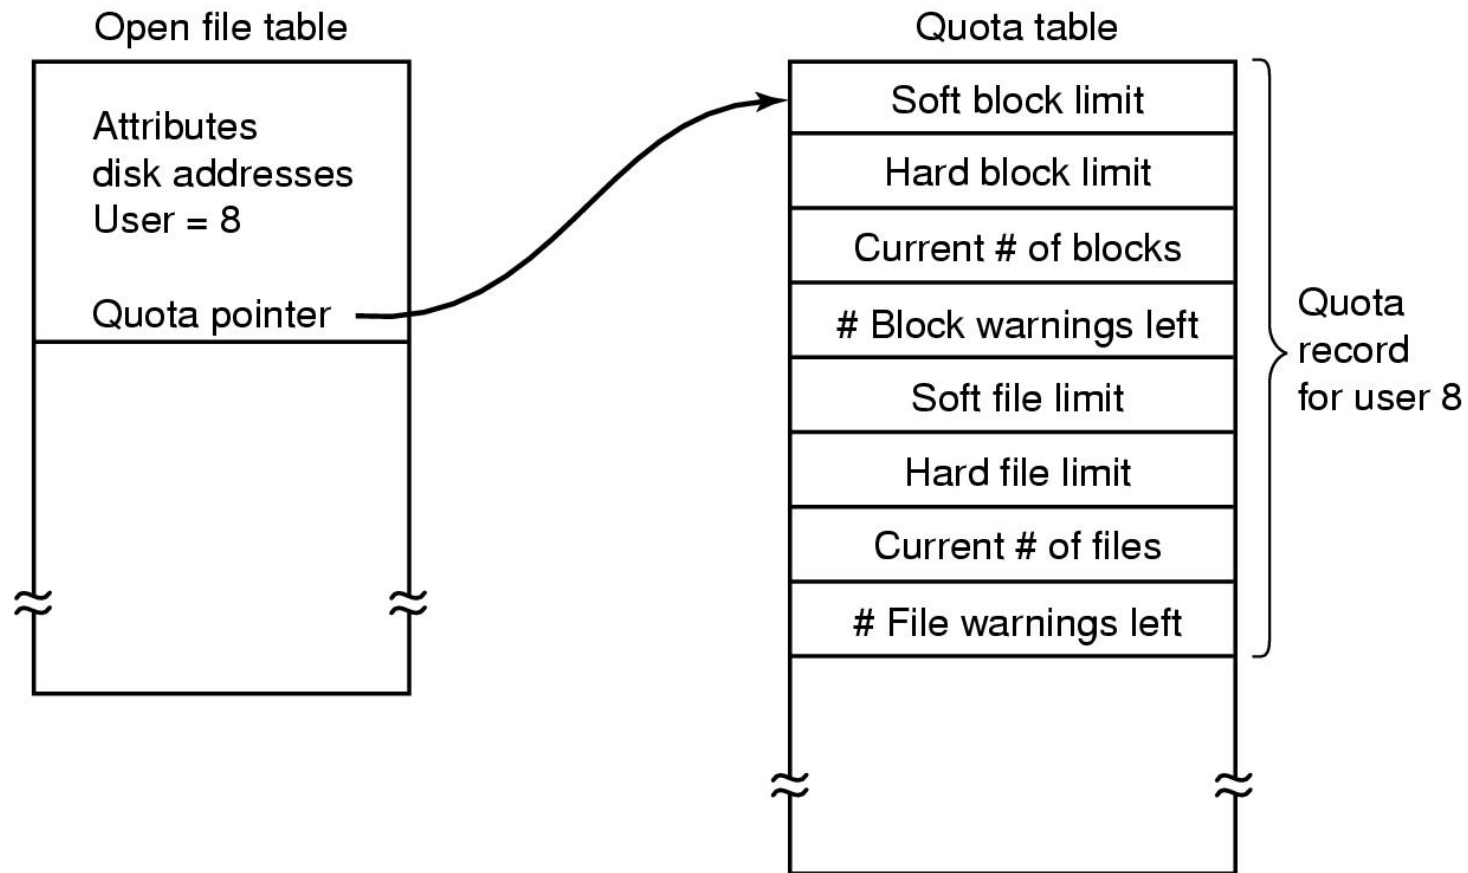 Open file table
Attributes
disk addresses
User = 8
Quota pointer
Quota table
Soft block limit
Hard block limit
Current # of blocks
# Block warnings left
Soft file limit
Hard file limit
Current # of files
# File warnings left
Quota
record
for user 8